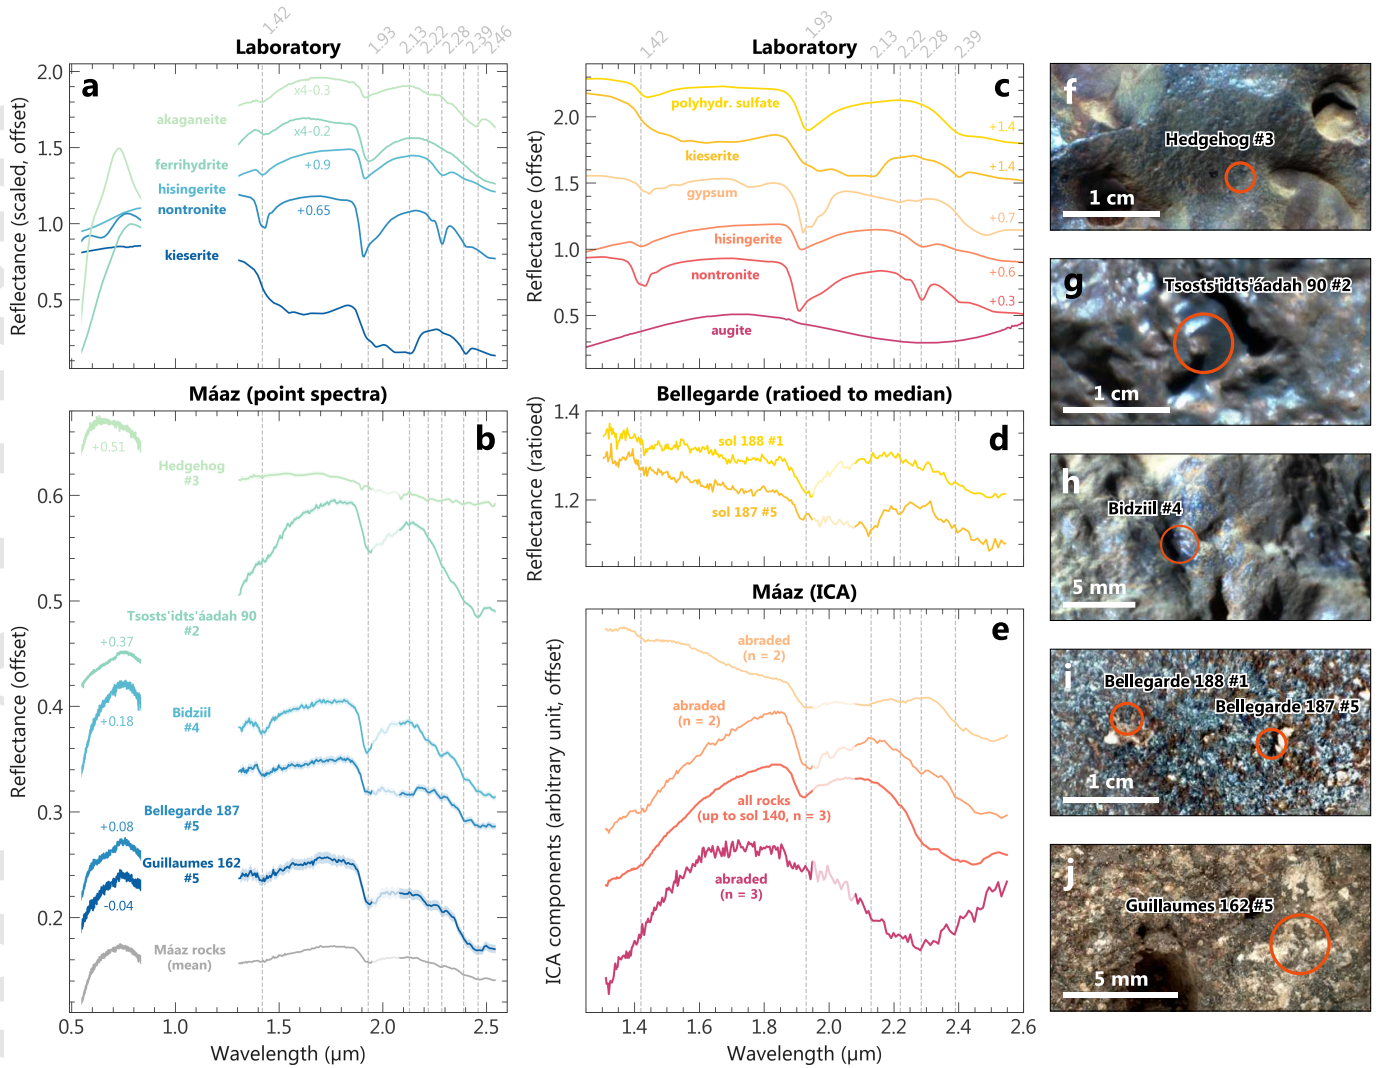 1.42
1.93
2.13
2.22
2.28
2.39
2.46
Laboratory
a
Reflectance (scaled, offset)
2.0
1.5
1.0
0.5
x4-0.3
akaganeite
x4-0.2
ferrihydrite
+0.9
hisingerite
nontronite
+0.65
kieserite
Máaz (point spectra)
b
Reflectance (offset)
0.6
0.5
0.4
0.3
0.2
+0.51
Hedgehog
#3
Tsosts'idts'áadah 90
#2
+0.37
Bidziil
#4
+0.18
Bellegarde 187
#5
+0.08
Guillaumes 162
#5
-0.04
Máaz rocks
(mean)
0.5
1.0
1.5
2.0
2.5
Wavelength (µm)
1.42
1.93
2.13
2.22
2.28
2.39
Laboratory
c
Reflectance (offset)
2.0
1.5
1.0
0.5
polyhydr. sulfate
+1.4
kieserite
+1.4
gypsum
+0.7
hisingerite
+0.6
nontronite
+0.3
augite
Bellegarde (ratioed to median)
d
Reflectance (ratioed)
1.4
1.2
sol 188 #1
sol 187 #5
Máaz (ICA)
e
ICA components (arbitrary unit, offset)
abraded
(n = 2)
abraded
(n = 2)
all rocks
(up to sol 140, n = 3)
abraded
(n = 3)
1.4
1.6
1.8
2.0
2.2
2.4
2.6
Wavelength (µm)
f
Hedgehog #3
1 cm
g
Tsosts'idts'áadah 90 #2
1 cm
h
Bidziil #4
5 mm
i
Bellegarde 188 #1
Bellegarde 187 #5
1 cm
j
Guillaumes 162 #5
5 mm